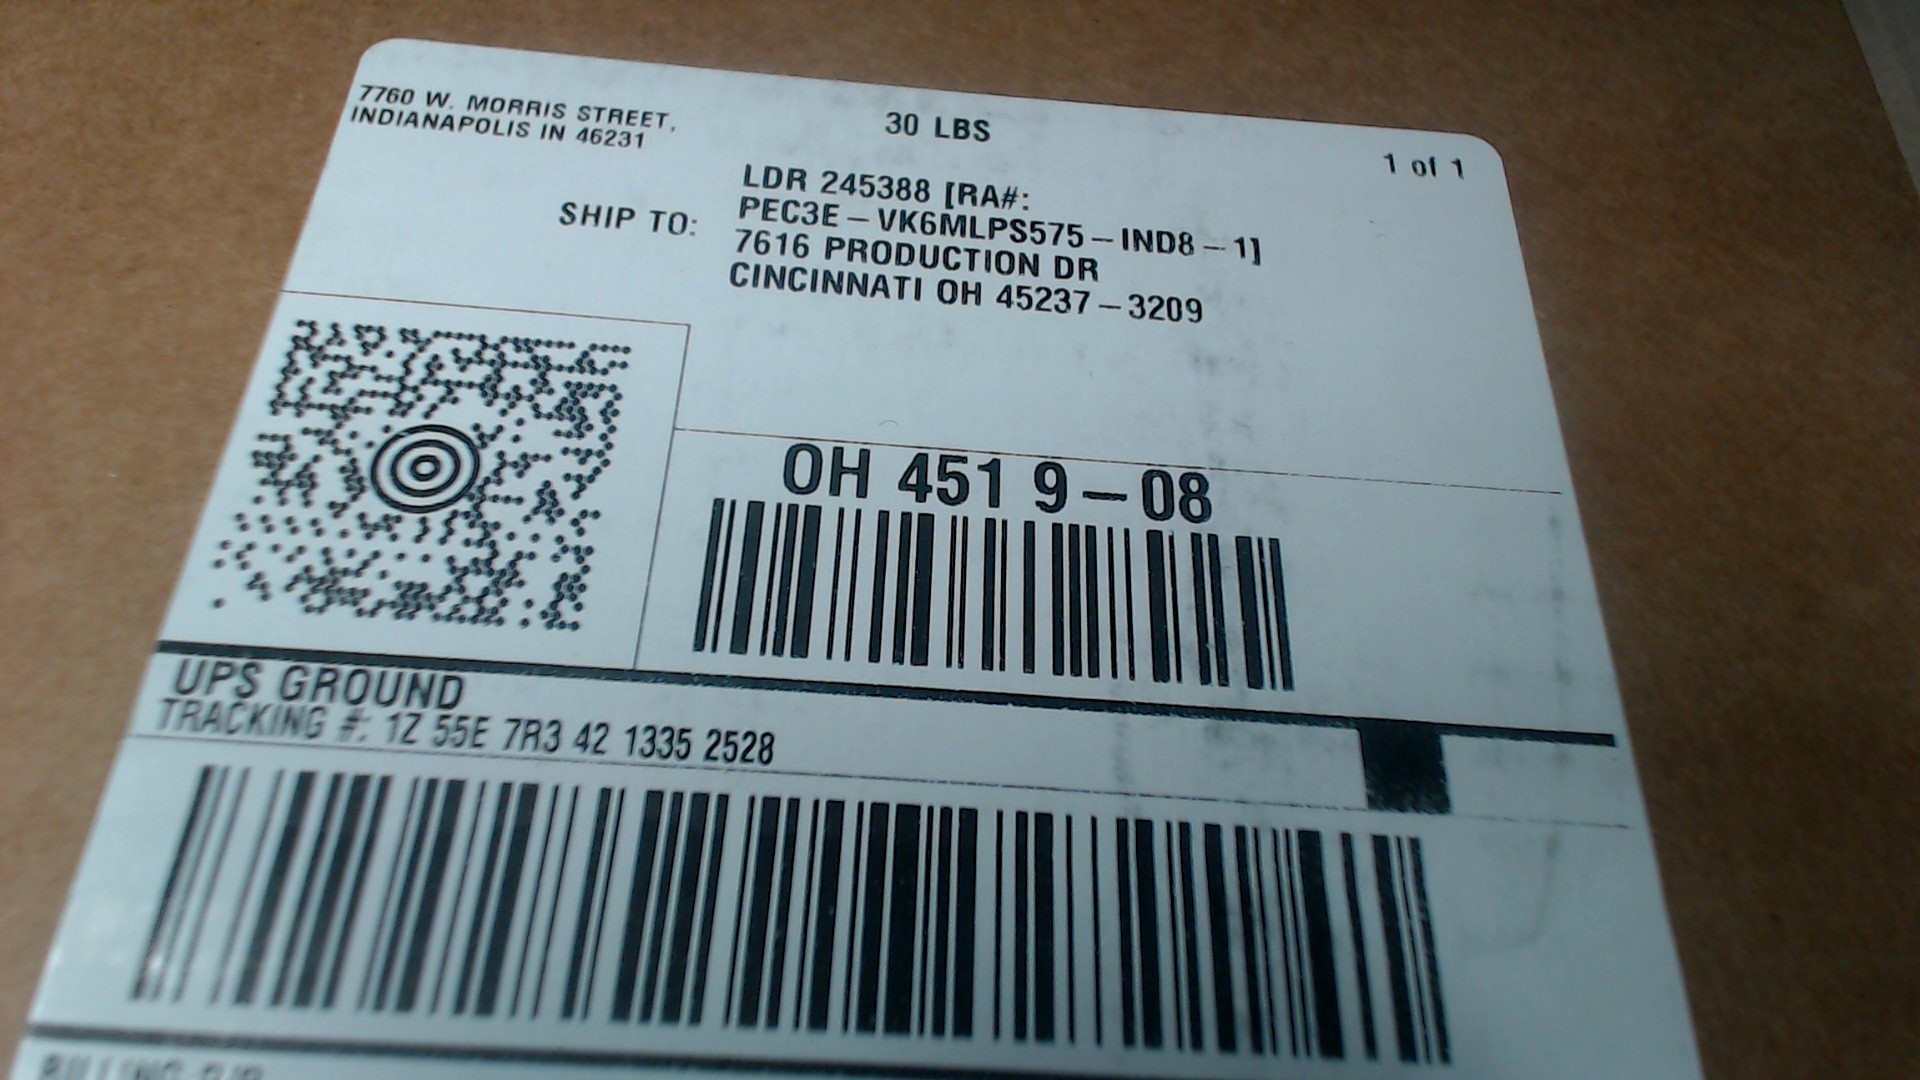 7760 W. MORRIS STREET,
INDIANAPOLIS IN 46231
30 LBS
1 of 1
SHIP TO:
LDR 245388 [RA#:
PEC3E-VK6MLPS575-IND8-1]
7616 PRODUCTION DR
CINCINNATI OH 45237-3209
OH 451 9-08
UPS GROUND
TRACKING #: 1Z 55E 7R3 42 1335 2528